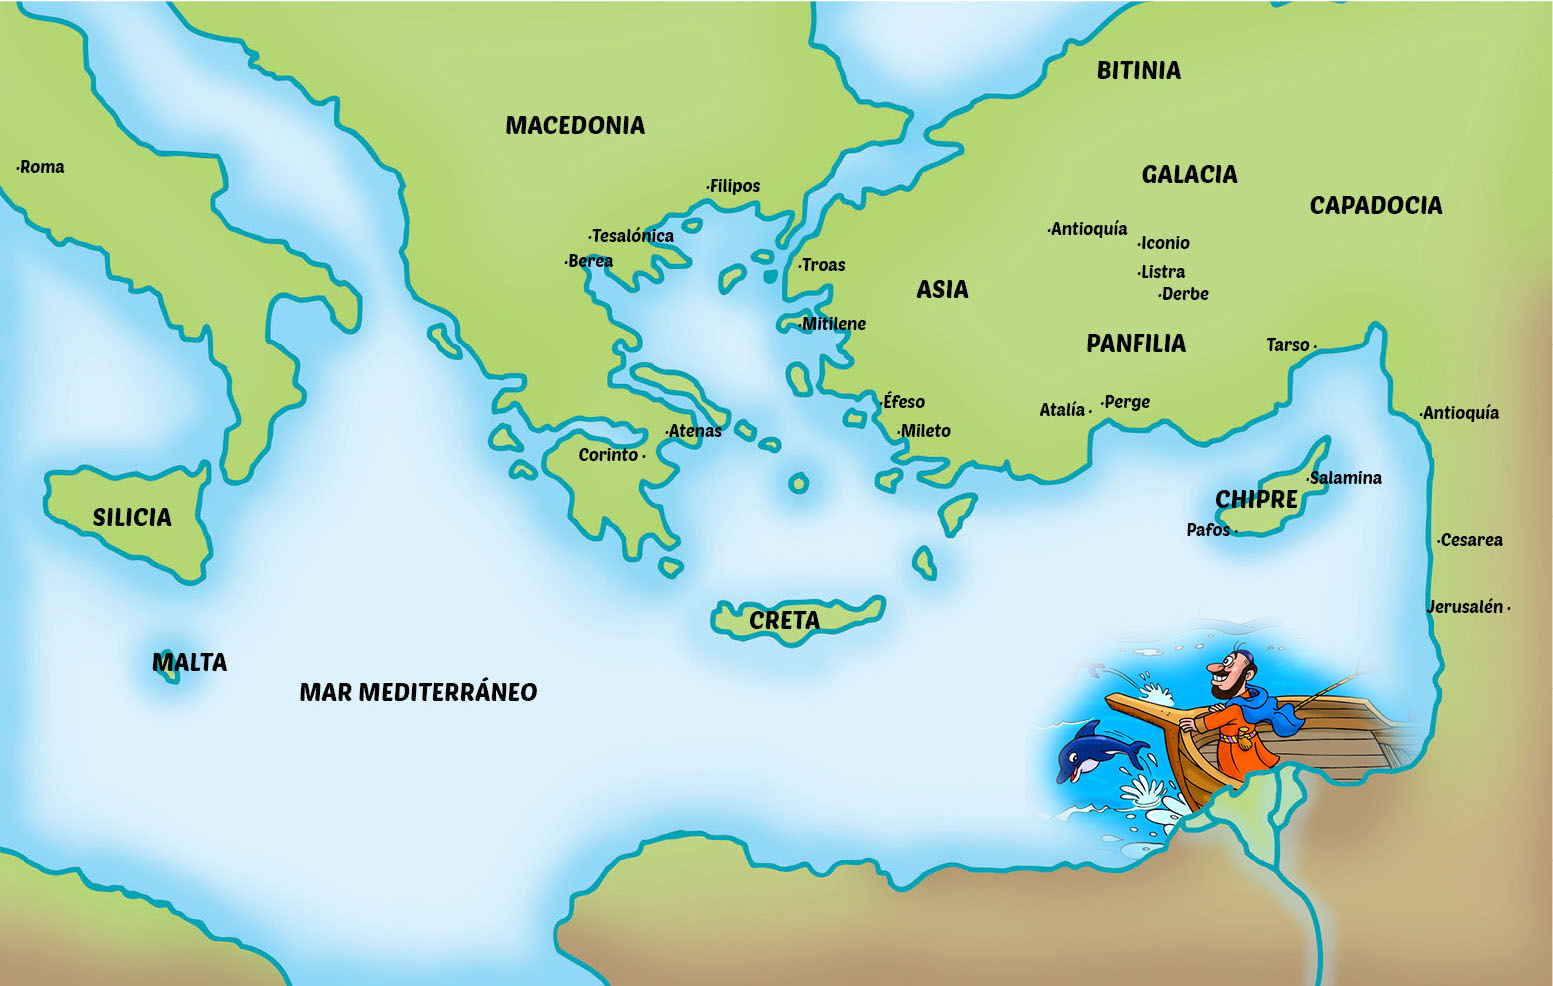 BITINIA
MACEDONIA
·Roma
GALACIA
·Filipos
CAPADOCIA
·Antioquía
·Tesalónica
·Iconio
·Berea
·Troas
·Listra
ASIA
·Derbe
·Mitilene
PANFILIA
Tarso ·
·Éfeso
·Perge
Atalía ·
·Antioquía
·Atenas
·Mileto
Corinto ·
·Salamina
CHIPRE
SILICIA
Pafos ·
·Cesarea
Jerusalén ·
CRETA
MALTA
MAR MEDITERRÁNEO